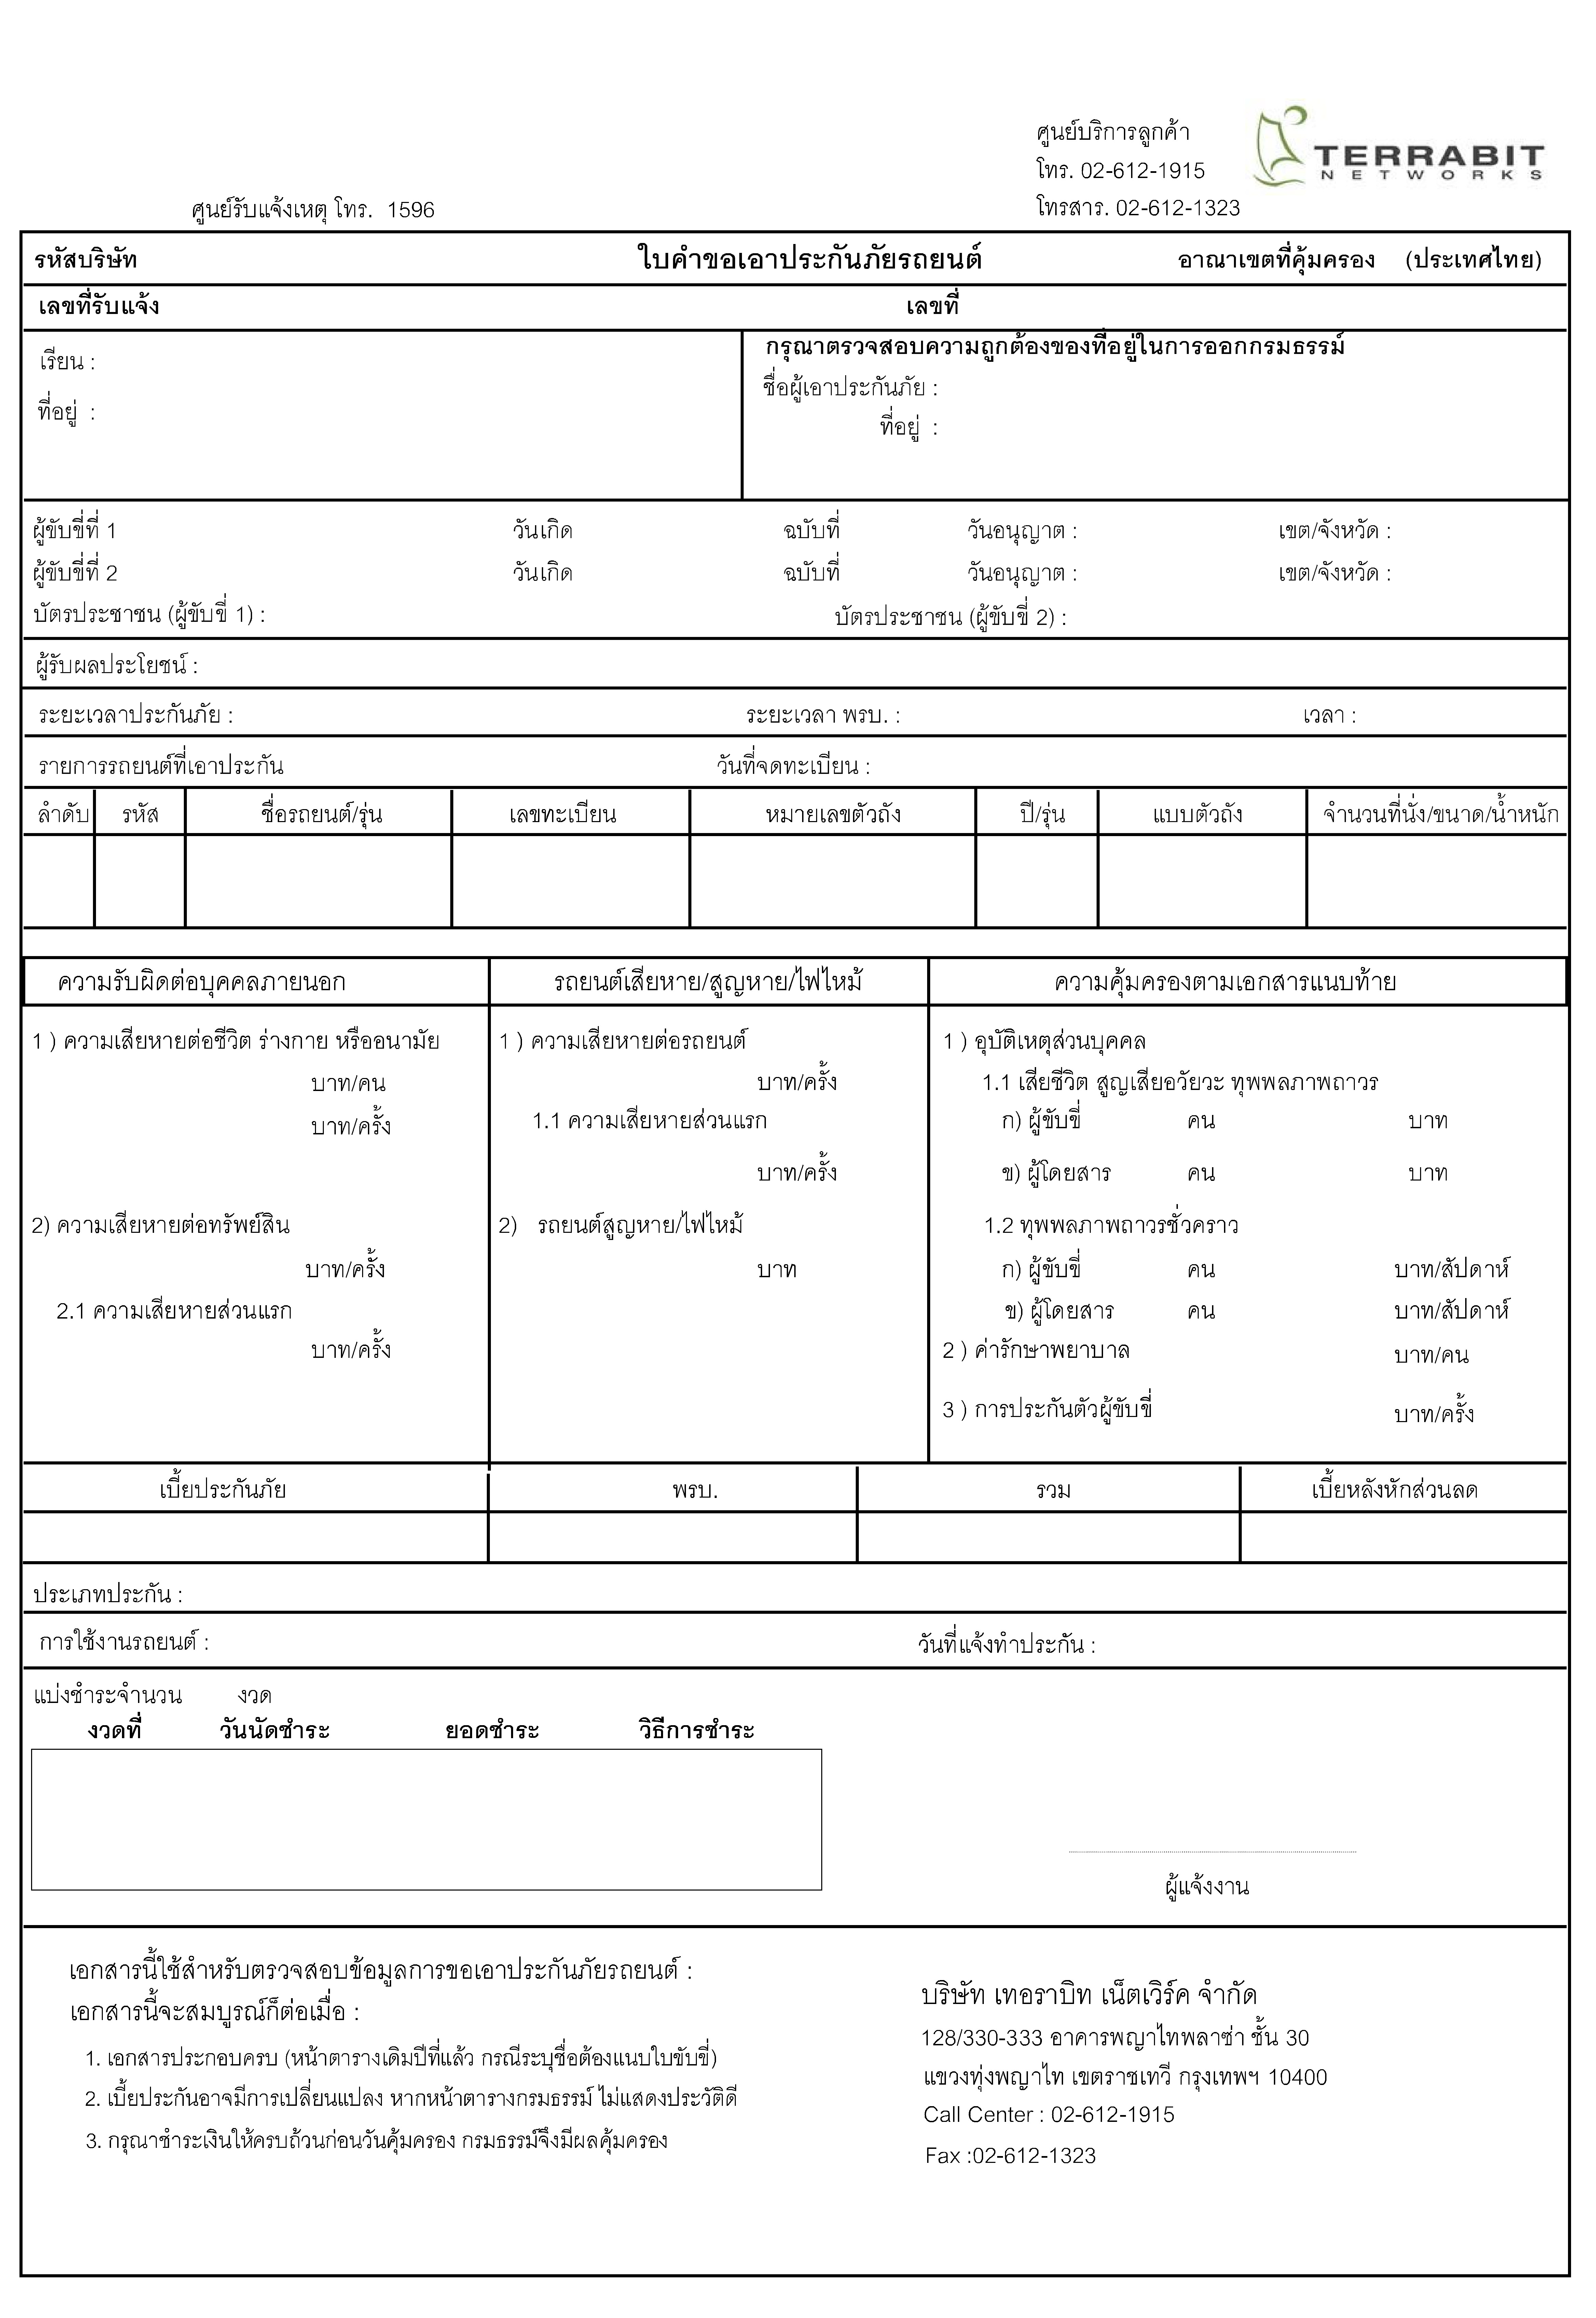 ศูนย์บริการลูกค้า
TERRABIT
NETWORKS
โทร. 02-612-1915
ศูนย์รับแจ้งเหตุ โทร. 1596
โทรสาร. 02-612-1323
รหัสบริษัท ใบคำขอเอาประกันภัยรถยนต์ อาณาเขตที่คุ้มครอง (ประเทศไทย)
เลขที่รับแจ้ง เลขที่
กรุณาตรวจสอบความถูกต้องของที่อยู่ในการออกกรมธรรม์
เรียน :
ชื่อผู้เอาประกันภัย :
ที่อยู่ :
ที่อยู่ :
ผู้ขับขี่ที่ 1 วันเกิด ฉบับที่ วันอนุญาต : เขต/จังหวัด :
ผู้ขับขี่ที่ 2 วันเกิด ฉบับที่ วันอนุญาต : เขต/จังหวัด :
บัตรประชาชน (ผู้ขับขี่ 1) : บัตรประชาชน (ผู้ขับขี่ 2) :
ผู้รับผลประโยชน์ :
ระยะเวลาประกันภัย : ระยะเวลา พรบ. : เวลา :
รายการรถยนต์ที่เอาประกัน วันที่จดทะเบียน :
ลำดับ รหัส ชื่อรถยนต์/รุ่น เลขทะเบียน หมายเลขตัวถัง ปี/รุ่น แบบตัวถัง จำนวนที่นั่ง/ขนาด/น้ำหนัก
ความรับผิดต่อบุคคลภายนอก รถยนต์เสียหาย/สูญหาย/ไฟไหม้ ความคุ้มครองตามเอกสารแนบท้าย
1 ) ความเสียหายต่อชีวิต ร่างกาย หรืออนามัย 1 ) ความเสียหายต่อรถยนต์ 1 ) อุบัติเหตุส่วนบุคคล
บาท/คน บาท/ครั้ง 1.1 เสียชีวิต สูญเสียอวัยวะ ทุพพลภาพถาวร
บาท/ครั้ง 1.1 ความเสียหายส่วนแรก ก) ผู้ขับขี่ คน บาท
บาท/ครั้ง ข) ผู้โดยสาร คน บาท
2) ความเสียหายต่อทรัพย์สิน 2) รถยนต์สูญหาย/ไฟไหม้ 1.2 ทุพพลภาพถาวรชั่วคราว
บาท/ครั้ง บาท ก) ผู้ขับขี่ คน บาท/สัปดาห์
2.1 ความเสียหายส่วนแรก ข) ผู้โดยสาร คน บาท/สัปดาห์
บาท/ครั้ง 2 ) ค่ารักษาพยาบาล บาท/คน
3 ) การประกันตัวผู้ขับขี่ บาท/ครั้ง
เบี้ยประกันภัย พรบ. รวม เบี้ยหลังหักส่วนลด
ประเภทประกัน :
การใช้งานรถยนต์ : วันที่แจ้งทำประกัน :
แบ่งชำระจำนวน งวด
งวดที่ วันนัดชำระ ยอดชำระ วิธีการชำระ
ผู้แจ้งงาน
เอกสารนี้ใช้สำหรับตรวจสอบข้อมูลการขอเอาประกันภัยรถยนต์ :
เอกสารนี้จะสมบูรณ์ก็ต่อเมื่อ :
1. เอกสารประกอบครบ (หน้าตารางเดิมปีที่แล้ว กรณีระบุชื่อต้องแนบใบขับขี่)
2. เบี้ยประกันอาจมีการเปลี่ยนแปลง หากหน้าตารางกรมธรรม์ ไม่แสดงประวัติดี
3. กรุณาชำระเงินให้ครบถ้วนก่อนวันคุ้มครอง กรมธรรม์จึงมีผลคุ้มครอง
บริษัท เทอราบิท เน็ตเวิร์ค จำกัด
128/330-333 อาคารพญาไทพลาซ่า ชั้น 30
แขวงทุ่งพญาไท เขตราชเทวี กรุงเทพฯ 10400
Call Center : 02-612-1915
Fax :02-612-1323